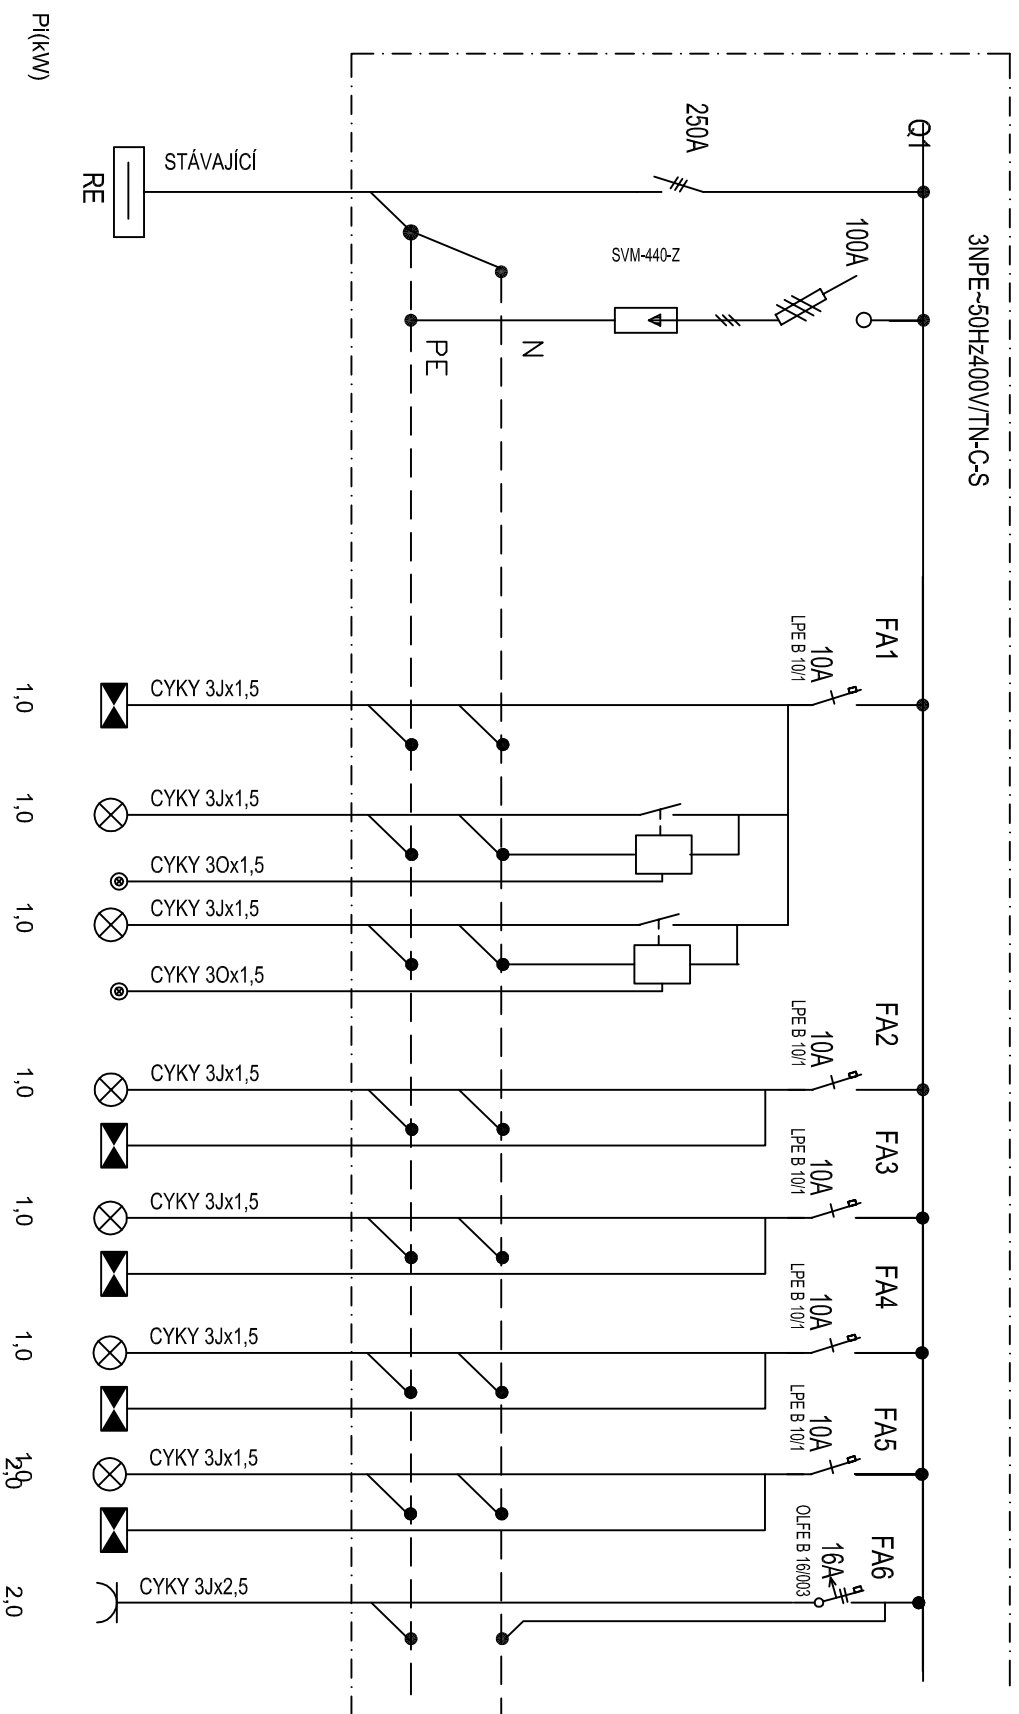 Q1
3NPE~50Hz400V/TN-C-S
250A
100A
SVM-440-Z
N
PE
STÁVAJÍCÍ
RE
Pi(kW)
FA1
10A
LPE B 10/1
CYKY 3Jx1,5
1,0
CYKY 3Jx1,5
1,0
CYKY 3Ox1,5
CYKY 3Jx1,5
1,0
CYKY 3Ox1,5
FA2
10A
LPE B 10/1
CYKY 3Jx1,5
1,0
FA3
10A
LPE B 10/1
CYKY 3Jx1,5
1,0
FA4
10A
LPE B 10/1
CYKY 3Jx1,5
1,0
FA5
10A
LPE B 10/1
CYKY 3Jx1,5
1,0
2,0
FA6
16A
OLFE B 16/003
CYKY 3Jx2,5
2,0